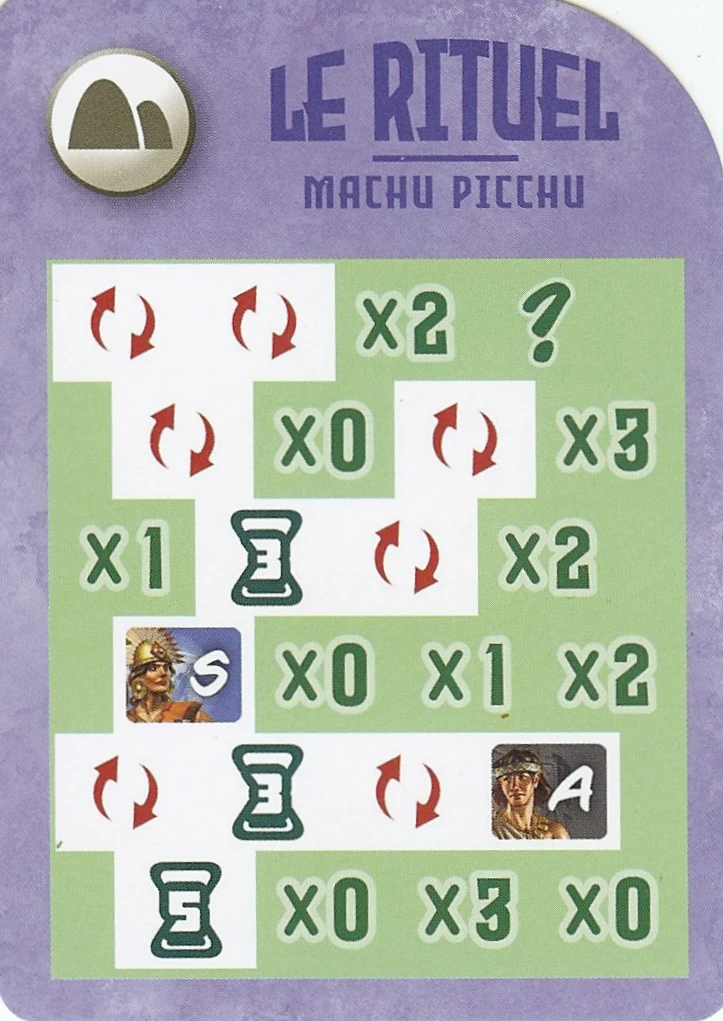 LE RITUEL
MACHU PICCHU
X2 ?
X0 X3
X1 3 X2
S X0 X1 X2
3 A
5 X0 X3 X0